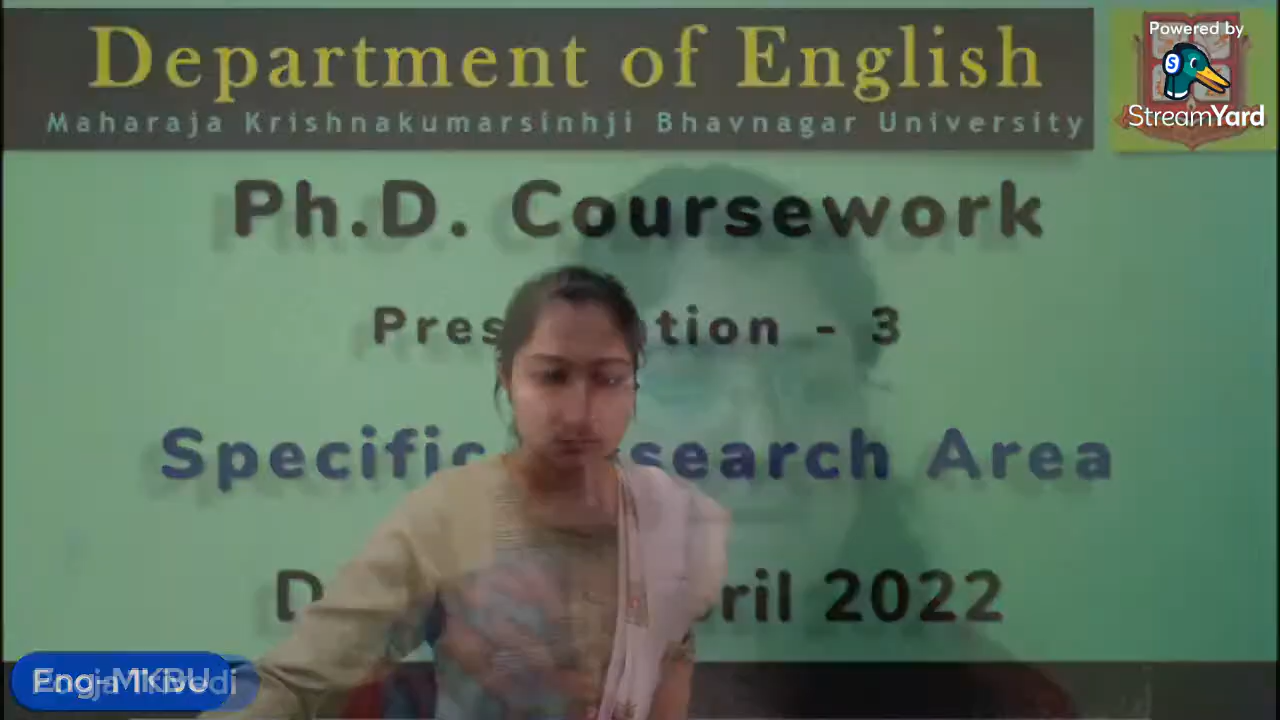 Department of English
Maharaja Krishnakumarsinhji Bhavnagar University
Powered by
StreamYard
Ph.D. Coursework
Pres tion - 3
Specific search Area
D ril 2022
Eng-MKBU